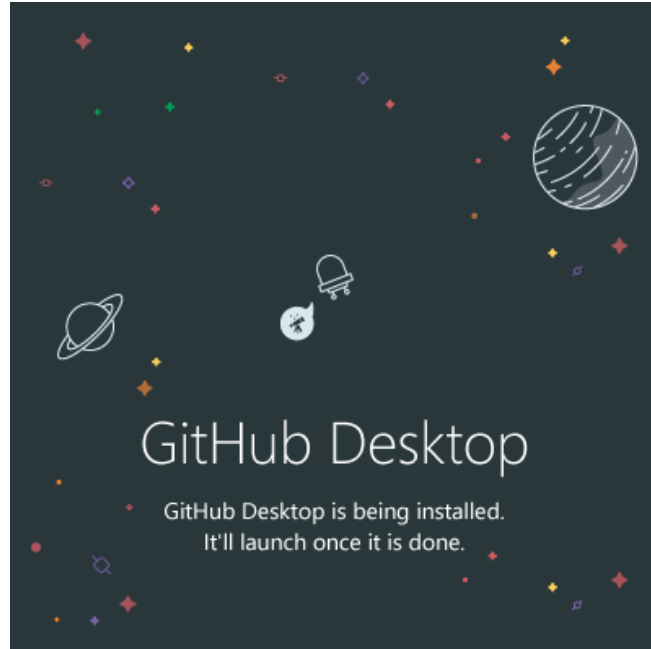 GitHub Desktop
GitHub Desktop is being installed.
It'll launch once it is done.